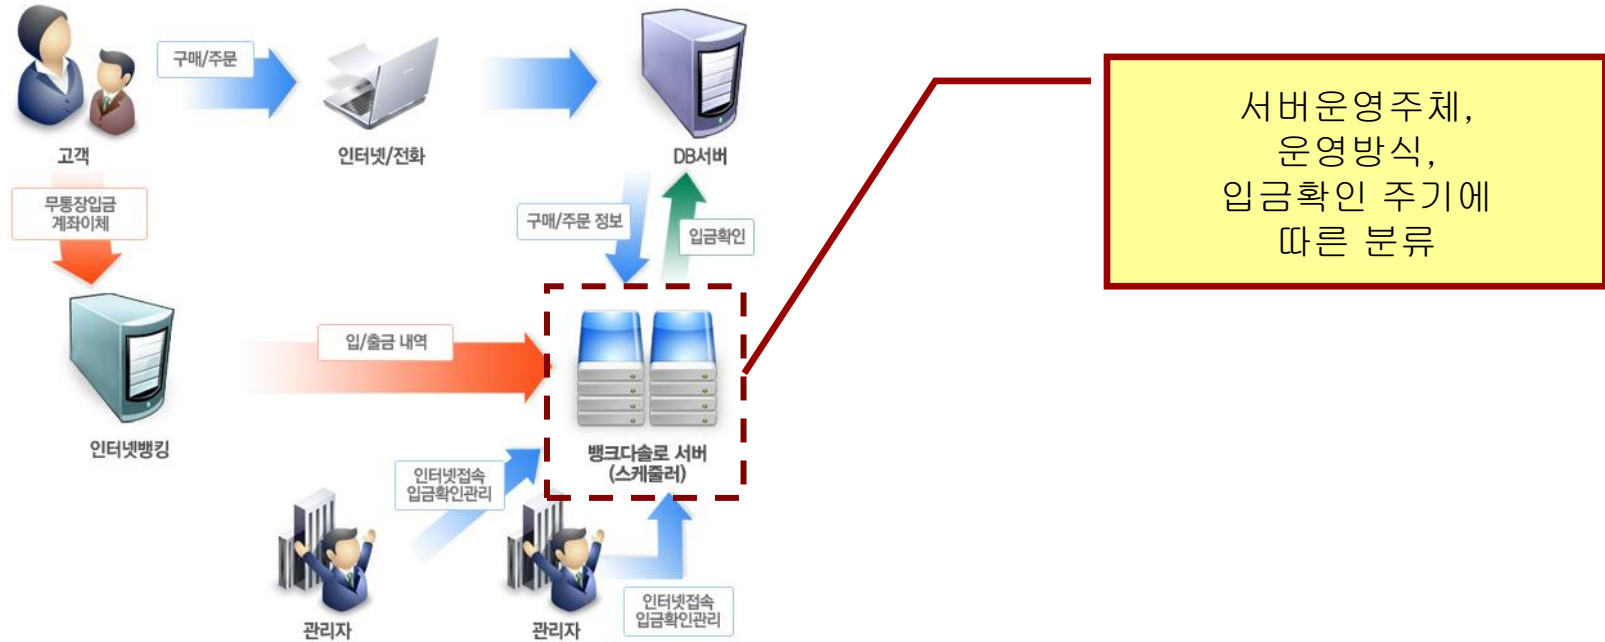 구매/주문
고객
인터넷/전화
DB서버
무통장입금
계좌이체
구매/주문 정보
입금확인
입/출금 내역
인터넷뱅킹
뱅크다솔로 서버
(스케줄러)
인터넷접속
입금확인관리
관리자
관리자
인터넷접속
입금확인관리
서버운영주체,
운영방식,
입금확인 주기에
따른 분류